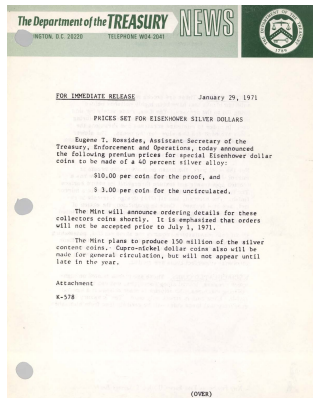 The Department of the TREASURY NEWS
INGTON, D.C. 20220 TELEPHONE WO4-2041
FOR IMMEDIATE RELEASE January 29, 1971
PRICES SET FOR EISENHOWER SILVER DOLLARS
Eugene T. Rossides, Assistant Secretary of the
Treasury, Enforcement and Operations, today announced
the following premium prices for special Eisenhower dollar
coins to be made of a 40 percent silver alloy:
$10.00 per coin for the proof, and
$ 3.00 per coin for the uncirculated.
The Mint will announce ordering details for these
collectors coins shortly. It is emphasized that orders
will not be accepted prior to July 1, 1971.
The Mint plans to produce 150 million of the silver
content coins. Cupro-nickel dollar coins also will be
made for general circulation, but will not appear until
late in the year.
Attachment
K-578
(OVER)